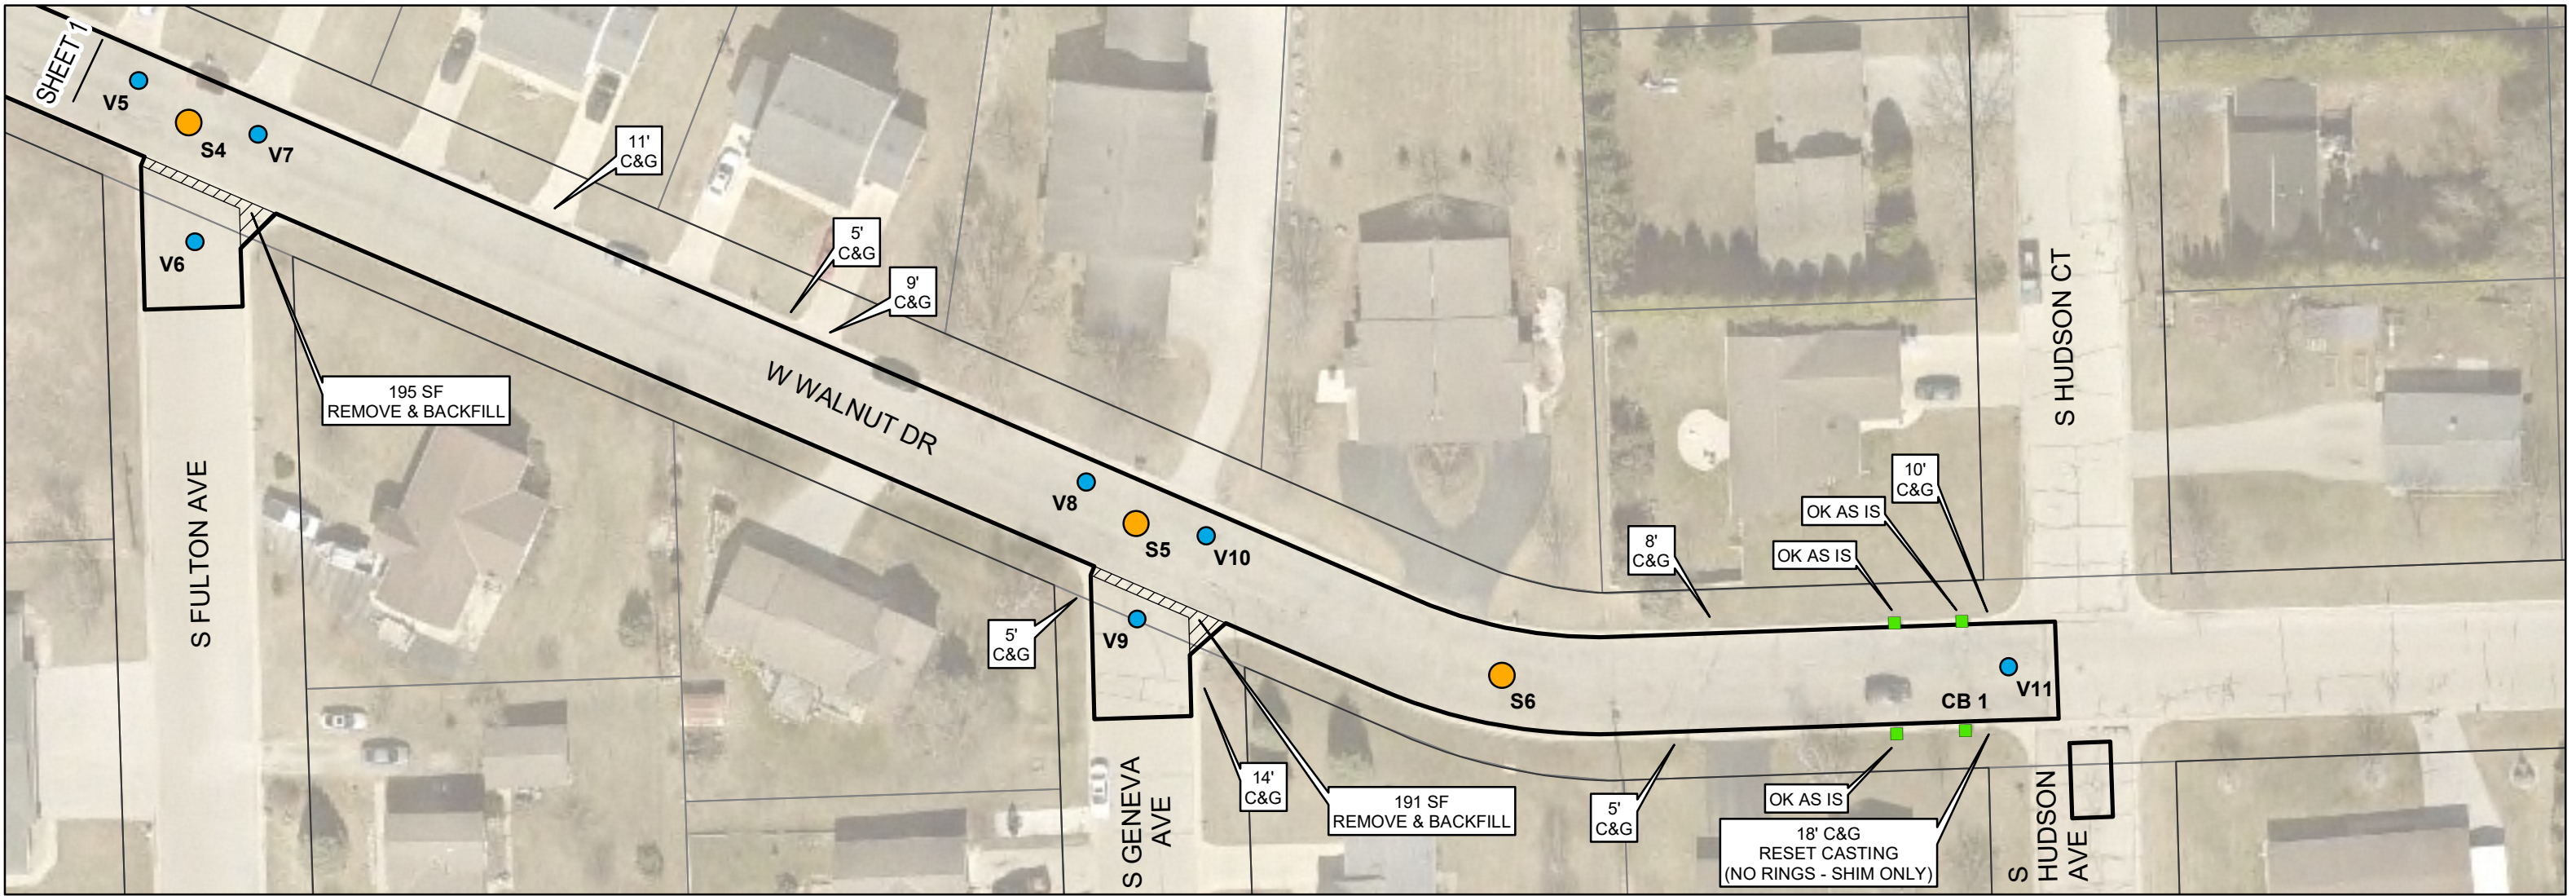 SHEET 1
V5
S4
V7
V6
11'
C&G
5'
C&G
9'
C&G
195 SF
REMOVE & BACKFILL
W WALNUT DR
S FULTON AVE
V8
S5
V10
V9
5'
C&G
S GENEVA
AVE
14'
C&G
191 SF
REMOVE & BACKFILL
S6
8'
C&G
OK AS IS
OK AS IS
10'
C&G
S HUDSON CT
CB 1
V11
5'
C&G
OK AS IS
18' C&G
RESET CASTING
(NO RINGS - SHIM ONLY)
S
HUDSON
AVE